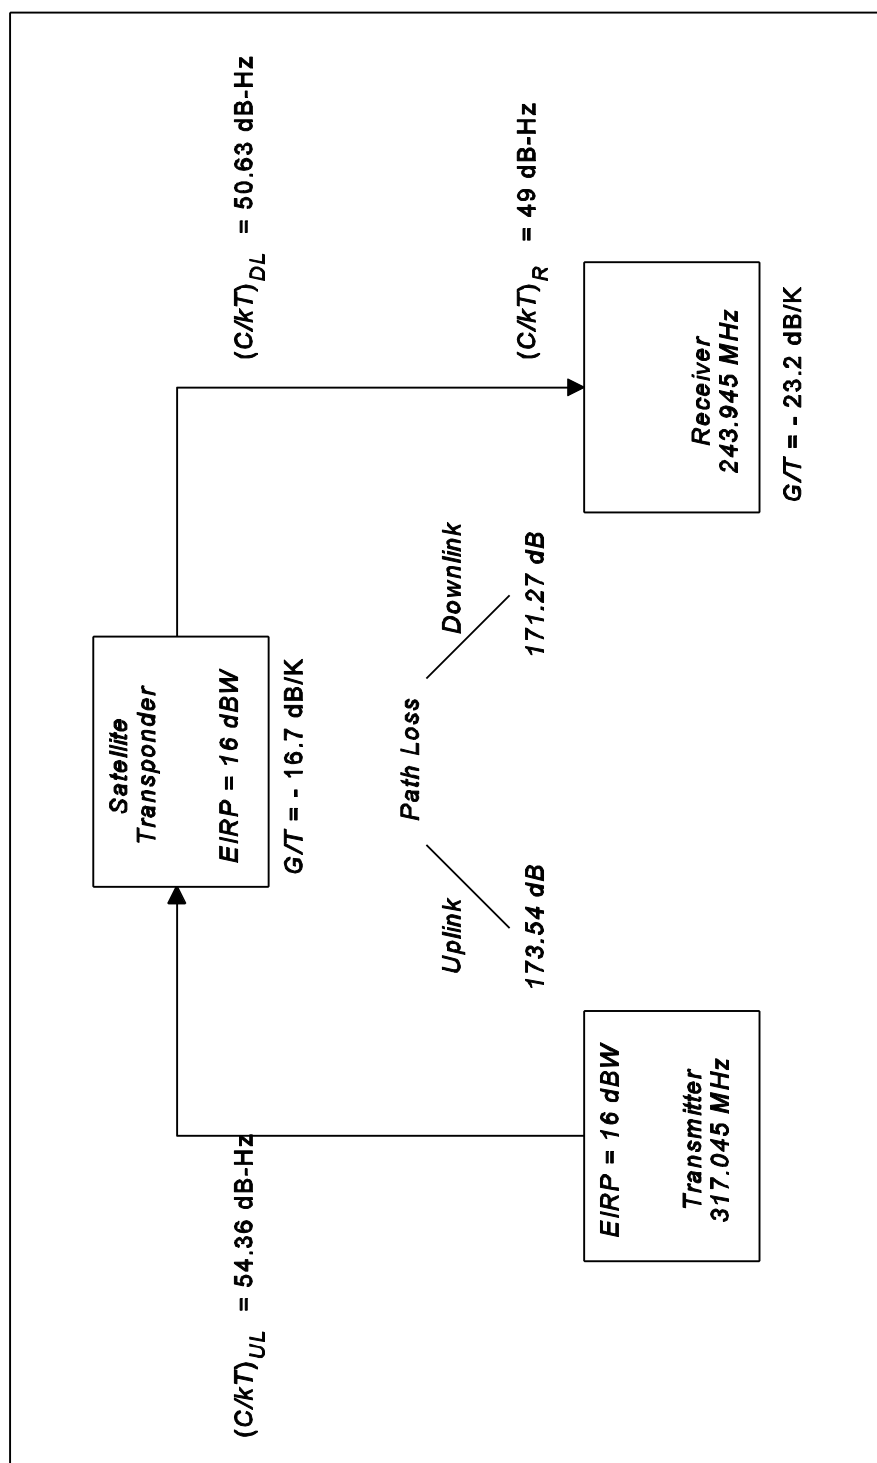 (C/kT)UL = 54.36 dB-Hz
(C/kT)DL = 50.63 dB-Hz
Satellite
Transponder
EIRP = 16 dBW
G/T = - 16.7 dB/K
Path Loss
Uplink
Downlink
173.54 dB
171.27 dB
(C/kT)R = 49 dB-Hz
EIRP = 16 dBW
Transmitter
317.045 MHz
Receiver
243.945 MHz
G/T = - 23.2 dB/K